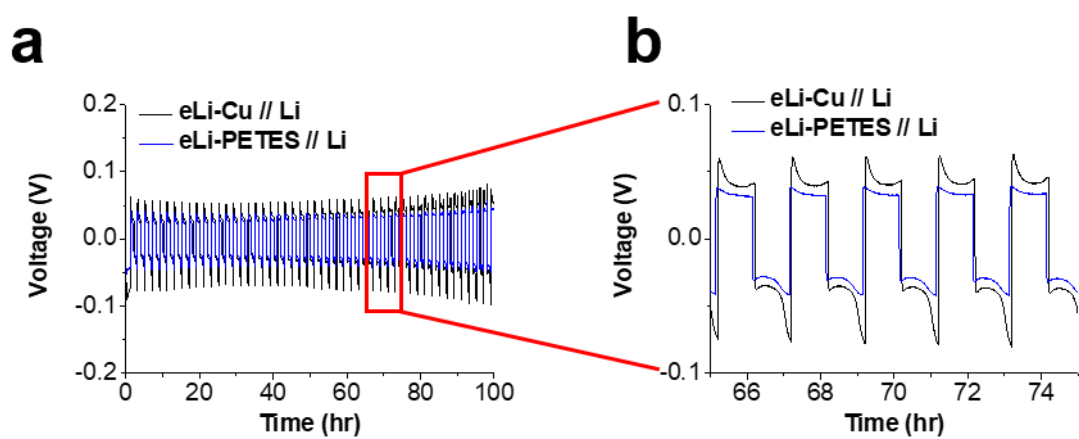 a
b
eLi-Cu // Li
eLi-PETES // Li
0.2
0.1
0.0
-0.1
-0.2
Voltage (V)
0
20
40
60
80
100
Time (hr)
eLi-Cu // Li
eLi-PETES // Li
0.1
0.0
-0.1
Voltage (V)
66
68
70
72
74
Time (hr)